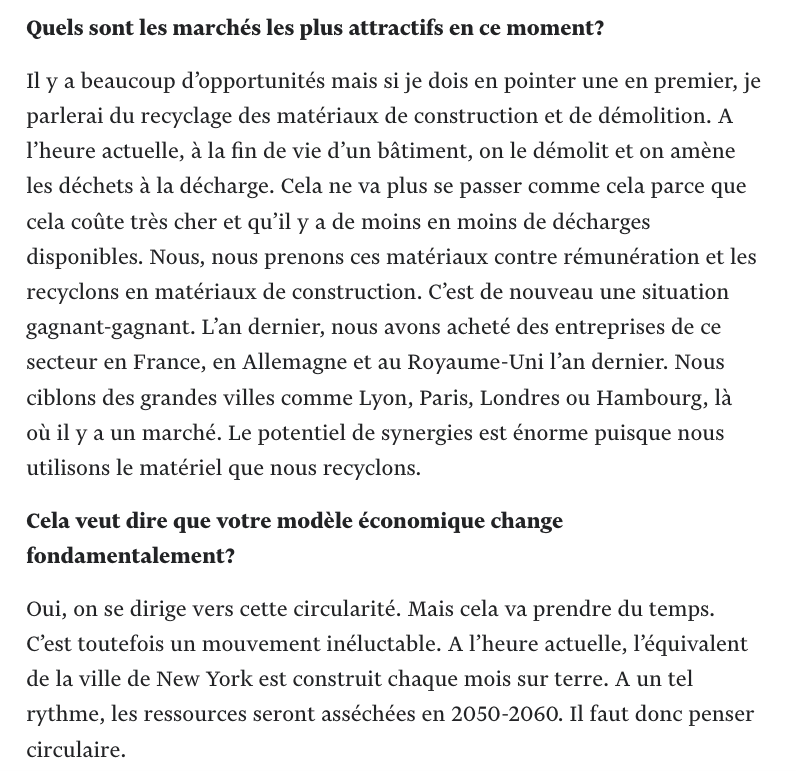 Quels sont les marchés les plus attractifs en ce moment?
Il y a beaucoup d’opportunités mais si je dois en pointer une en premier, je
parlerai du recyclage des matériaux de construction et de démolition. A
l’heure actuelle, à la fin de vie d’un bâtiment, on le démolit et on amène
les déchets à la décharge. Cela ne va plus se passer comme cela parce que
cela coûte très cher et qu’il y a de moins en moins de décharges
disponibles. Nous, nous prenons ces matériaux contre rémunération et les
recyclons en matériaux de construction. C’est de nouveau une situation
gagnant-gagnant. L’an dernier, nous avons acheté des entreprises de ce
secteur en France, en Allemagne et au Royaume-Uni l’an dernier. Nous
ciblons des grandes villes comme Lyon, Paris, Londres ou Hambourg, là
où il y a un marché. Le potentiel de synergies est énorme puisque nous
utilisons le matériel que nous recyclons.
Cela veut dire que votre modèle économique change
fondamentalement?
Oui, on se dirige vers cette circularité. Mais cela va prendre du temps.
C’est toutefois un mouvement inéluctable. A l’heure actuelle, l’équivalent
de la ville de New York est construit chaque mois sur terre. A un tel
rythme, les ressources seront asséchées en 2050-2060. Il faut donc penser
circulaire.